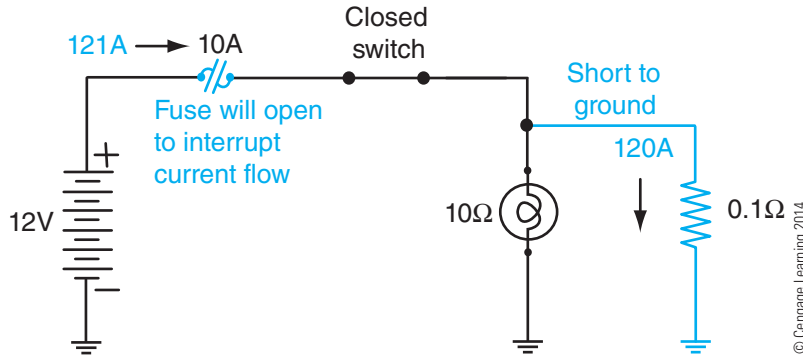 121A
10A
Fuse will open
to interrupt
current flow
Closed
switch
Short to
ground
120A
+
12V
–
10Ω
0.1Ω
© Cengage Learning 2014